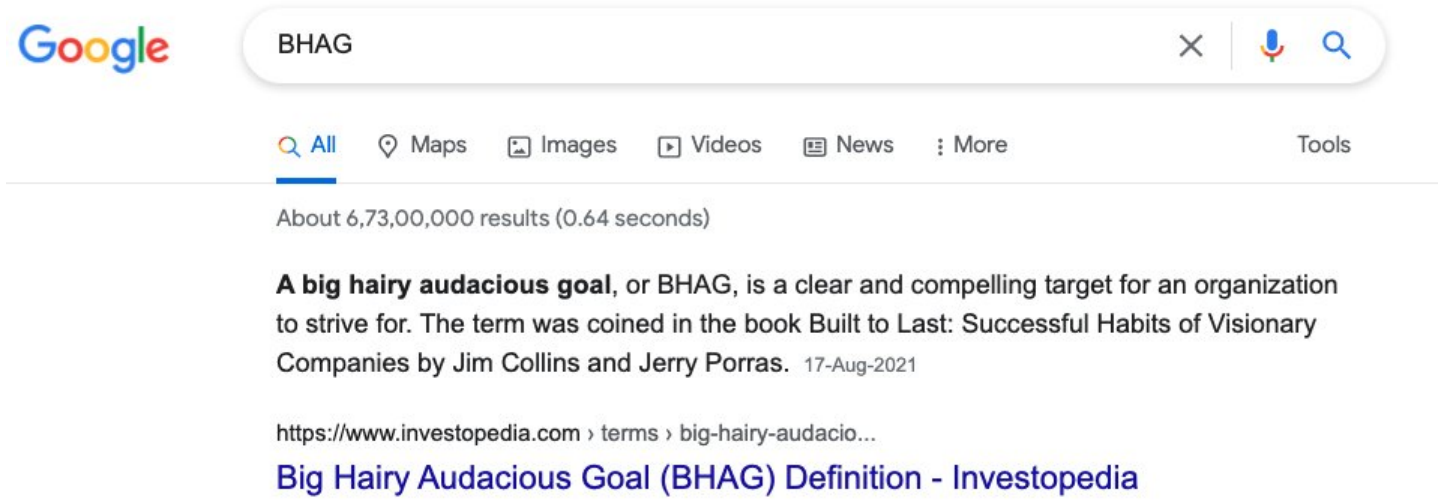 Google
BHAG
All Maps Images Videos News More Tools
About 6,73,00,000 results (0.64 seconds)
A big hairy audacious goal, or BHAG, is a clear and compelling target for an organization
to strive for. The term was coined in the book Built to Last: Successful Habits of Visionary
Companies by Jim Collins and Jerry Porras. 17-Aug-2021
https://www.investopedia.com › terms › big-hairy-audacio...
Big Hairy Audacious Goal (BHAG) Definition - Investopedia